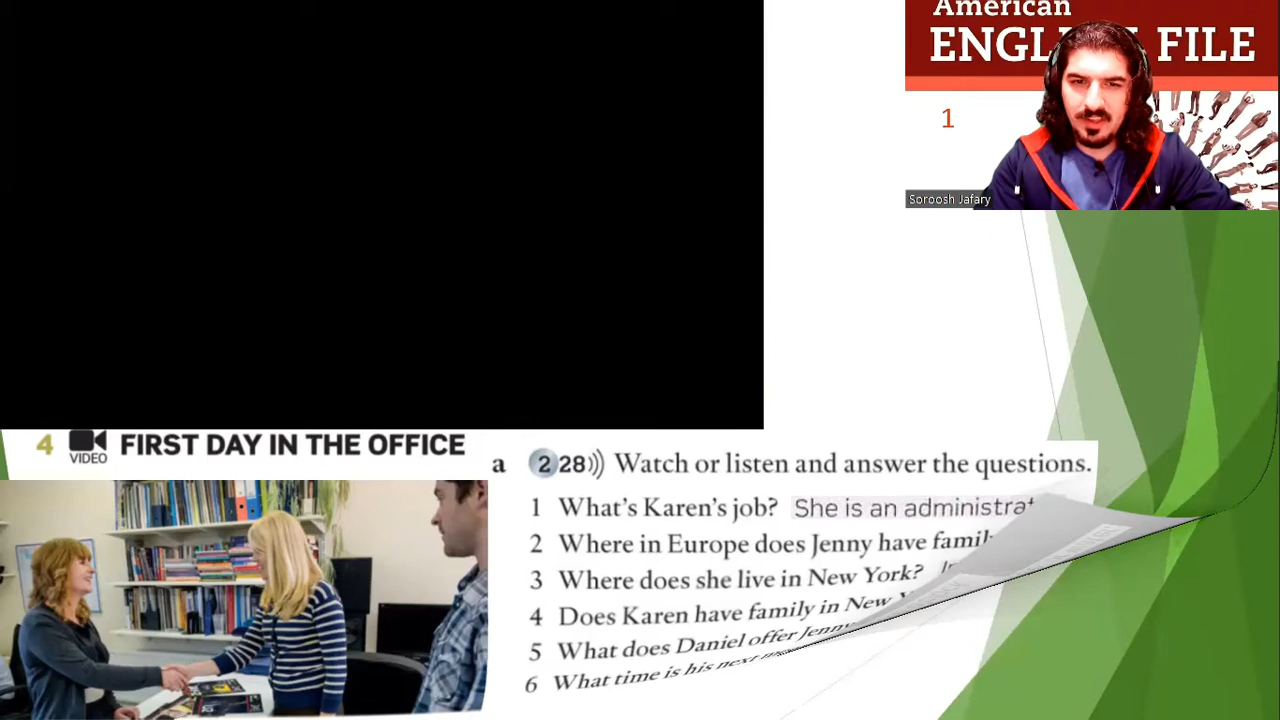 American
ENGL FILE
1
Soroosh Jafary
4 VIDEO FIRST DAY IN THE OFFICE
a 2 28 Watch or listen and answer the questions.
1 What's Karen's job? She is an administrat
2 Where in Europe does Jenny have famil
3 Where does she live in New York?
4 Does Karen have family in New
5 What does Daniel offer Jenny
6 What time is his next